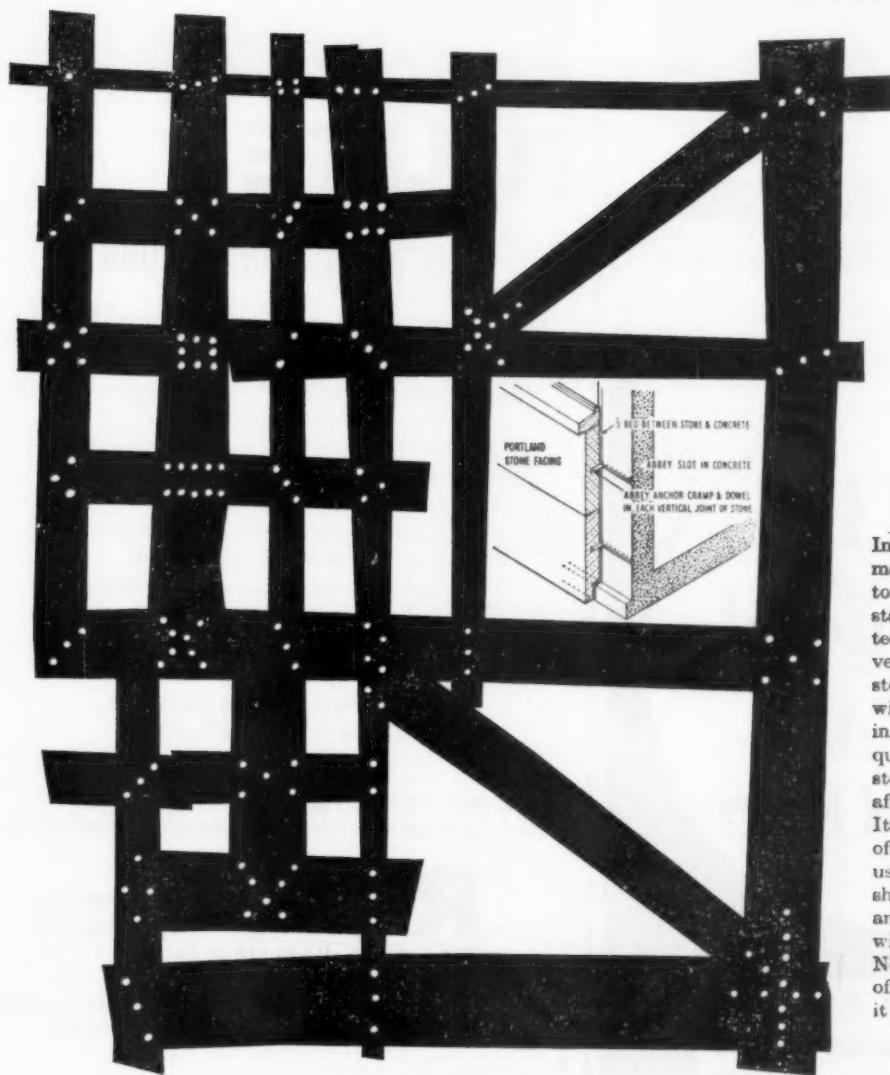 PORTLAND
STONE FACING
½ BED BETWEEN STONE & CONCRETE
ABBEY SLOT IN CONCRETE
ABBEY ANCHOR CRAMP & DOWEL
IN EACH VERTICAL JOINT OF STONE
In
me
to
sta
tec
ve
ste
wi
in
qu
ste
af
It
of
us
sh
an
wi
N
of
it